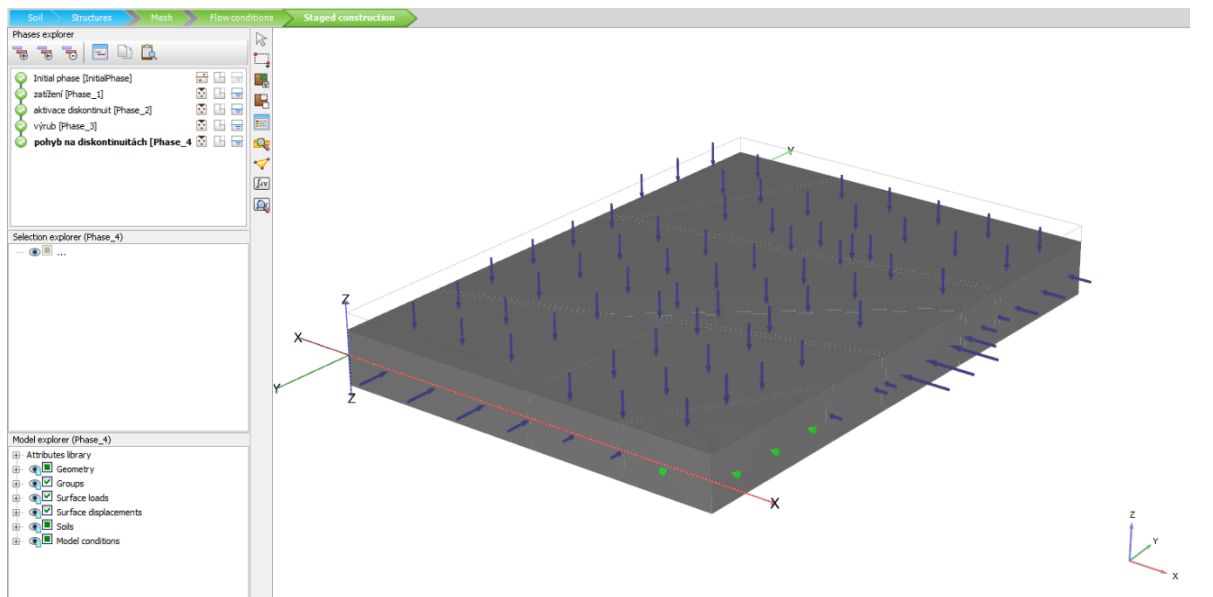 Soil Structures Mesh Flow conditions Staged construction
Phases explorer
Initial phase [InitialPhase]
zatížení [Phase_1]
aktivace diskontinuit [Phase_2]
výrub [Phase_3]
pohyb na diskontinuitách [Phase_4
Selection explorer (Phase_4)
...
Model explorer (Phase_4)
Attributes library
Geometry
Groups
Surface loads
Surface displacements
Soils
Model conditions
Y
Z
X
Y
Z
X
Z
Y
X